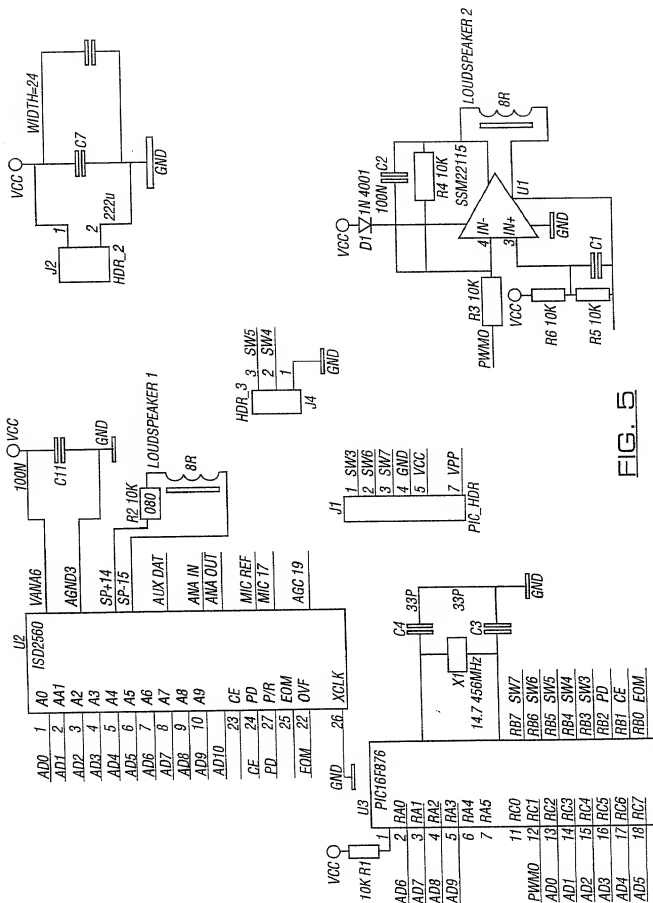 VCC
J2
1
2
222u
HDR_2
C7
GND
WIDTH=24
U2
ISD256D
AD0 1 A0
AD1 2 AA1
AD2 3 A2
AD3 4 A3
AD4 5 A4
AD5 6 A5
AD6 7 A6
AD7 8 A7
AD8 9 A8
AD9 10 A9
AD10
23 CE
CE 24 PD
PD 27 P/R
25 EOM
EOM 22 OVF
26 XCLK
GND
VANA6
AGND3
SP+14
SP-15
AUX DAT
ANA IN
ANA OUT
MIC REF
MIC 17
AGC 19
100N
VCC
C11
GND
R2 10K
080
LOUDSPEAKER 1
8R
HDR_3
3 SW5
2 SW4
1
J4
GND
J1
1 SW3
2 SW6
3 SW7
4 GND
5 VCC
7 VPP
PIC_HDR
VCC
D1
1N 4001
100N
C2
R4 10K
SSM22115
LOUDSPEAKER 2
8R
U1
4 IN-
3 IN+
GND
R3 10K
PWMO
VCC
R6 10K
R5 10K
C1
VCC
10K R1
U3
PIC16F876
1
AD6 2 RA0
AD7 3 RA1
AD8 4 RA2
AD9 5 RA3
6 RA4
7 RA5
11 RC0
PWMO 12 RC1
AD0 13 RC2
AD1 14 RC3
AD2 15 RC4
AD3 16 RC5
AD4 17 RC6
AD5 18 RC7
RB7 SW7
RB6 SW6
RB5 SW5
RB4 SW4
RB3 SW3
RB2 PD
RB1 CE
RB0 EOM
C4
33P
X1
14.7 456MHz
33P
C3
GND
FIG. 5